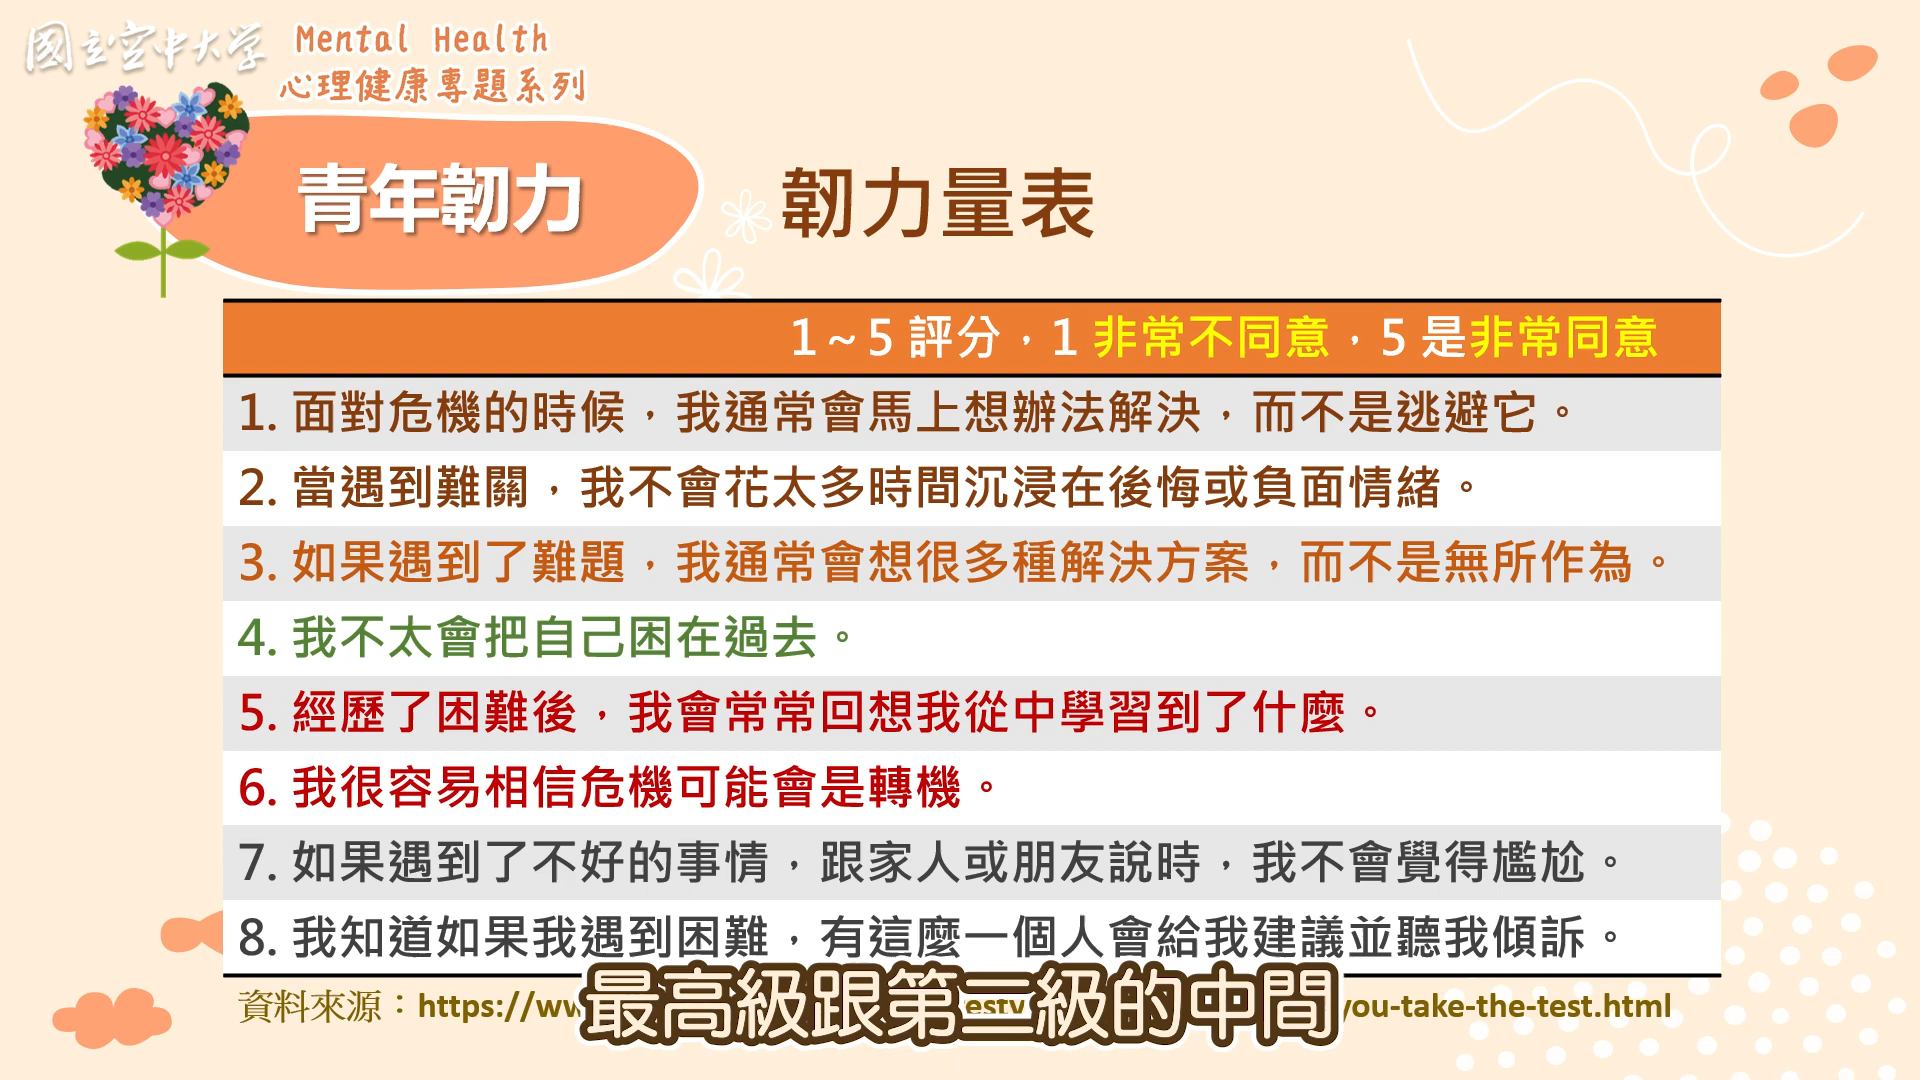 國立空中大学
Mental Health
心理健康專題系列
青年韌力
韌力量表
1~5 評分，1 非常不同意，5 是非常同意
1. 面對危機的時候，我通常會馬上想辦法解決，而不是逃避它。
2. 當遇到難關，我不會花太多時間沉浸在後悔或負面情緒。
3. 如果遇到了難題，我通常會想很多種解決方案，而不是無所作為。
4. 我不太會把自己困在過去。
5. 經歷了困難後，我會常常回想我從中學習到了什麼。
6. 我很容易相信危機可能會是轉機。
7. 如果遇到了不好的事情，跟家人或朋友說時，我不會覺得尷尬。
8. 我知道如果我遇到困難，有這麼一個人會給我建議並聽我傾訴。
資料來源：https://w you-take-the-test.html
最高級跟第二級的中間